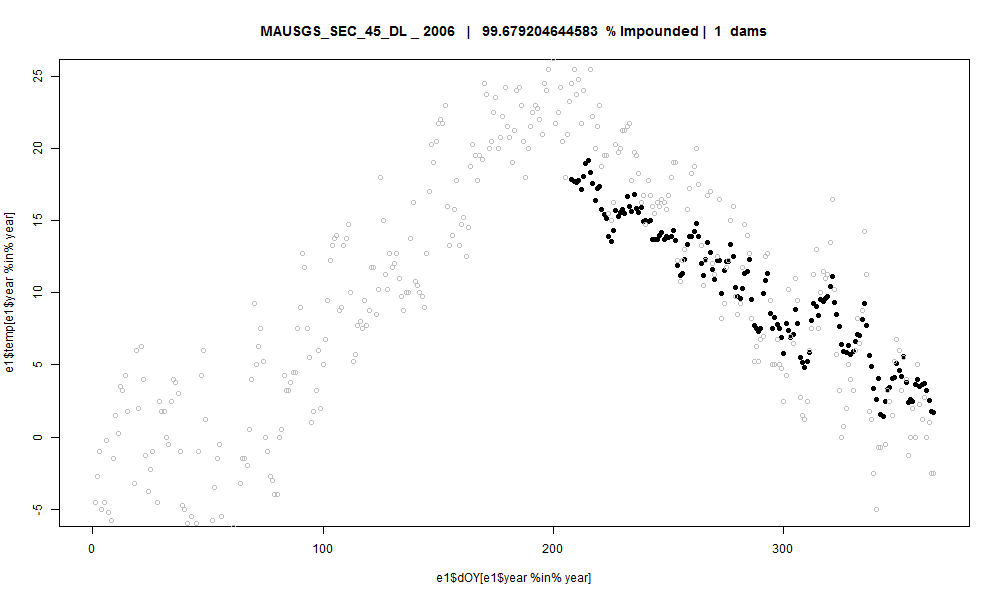 MAUSGS_SEC_45_DL _ 2006 | 99.679204644583 % Impounded | 1 dams
e1$temp[e1$year %in% year]
25
20
15
10
5
0
-5
0 100 200 300
e1$dOY[e1$year %in% year]